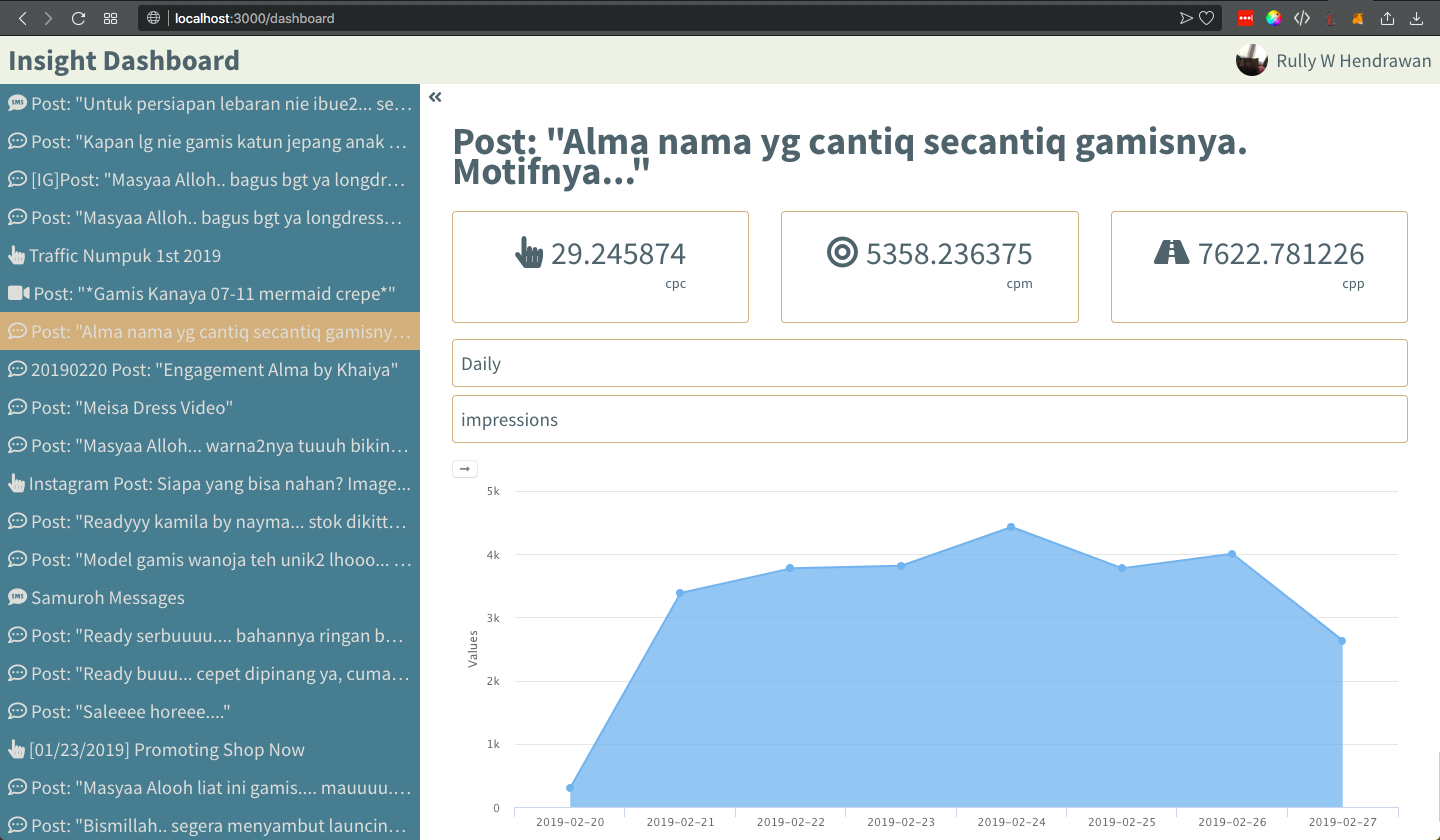 localhost:3000/dashboard
Insight Dashboard
Rully W Hendrawan
SMS Post: "Untuk persiapan lebaran nie ibue2... se...
Post: "Kapan lg nie gamis katun jepang anak ...
[IG]Post: "Masyaa Alloh.. bagus bgt ya longdr...
Post: "Masyaa Alloh.. bagus bgt ya longdress...
Traffic Numpuk 1st 2019
Post: "*Gamis Kanaya 07-11 mermaid crepe*"
Post: "Alma nama yg cantiq secantiq gamisny...
20190220 Post: "Engagement Alma by Khaiya"
Post: "Meisa Dress Video"
Post: "Masyaa Alloh... warna2nya tuuuh bikin...
Instagram Post: Siapa yang bisa nahan? Image...
Post: "Readyyy kamila by nayma... stok dikitt...
Post: "Model gamis wanoja teh unik2 lhooo... ...
SMS Samuroh Messages
Post: "Ready serbuuuu.... bahannya ringan b...
Post: "Ready buuu... cepet dipinang ya, cuma...
Post: "Saleeee horeee...."
[01/23/2019] Promoting Shop Now
Post: "Masyaa Alooh liat ini gamis.... mauuuu....
Post: "Bismillah.. segera menyambut launcin...
«
Post: "Alma nama yg cantiq secantiq gamisnya.
Motifnya..."
29.245874
cpc
5358.236375
cpm
7622.781226
cpp
Daily
impressions
→
Values
5k
4k
3k
2k
1k
0
2019-02-20 2019-02-21 2019-02-22 2019-02-23 2019-02-24 2019-02-25 2019-02-26 2019-02-27